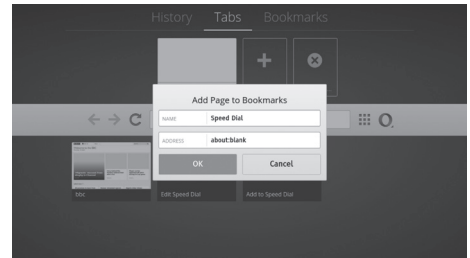 History Tabs Bookmarks
Add Page to Bookmarks
NAME Speed Dial
ADDRESS about:blank
OK Cancel
bbc Edit Speed Dial Add to Speed Dial